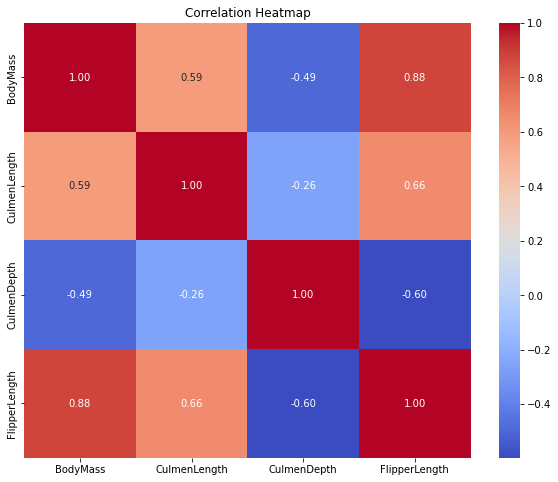 Correlation Heatmap
BodyMass
CulmenLength
CulmenDepth
FlipperLength
1.00 0.59 -0.49 0.88
0.59 1.00 -0.26 0.66
-0.49 -0.26 1.00 -0.60
0.88 0.66 -0.60 1.00
BodyMass CulmenLength CulmenDepth FlipperLength
1.0
0.8
0.6
0.4
0.2
0.0
−0.2
−0.4